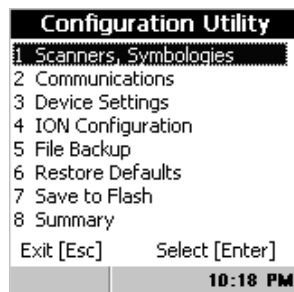 Configuration Utility
1 Scanners, Symbologies
2 Communications
3 Device Settings
4 ION Configuration
5 File Backup
6 Restore Defaults
7 Save to Flash
8 Summary
Exit [Esc] Select [Enter]
10:18 PM